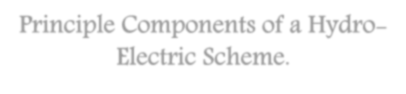 Principle Components of a Hydro-
Electric Scheme.